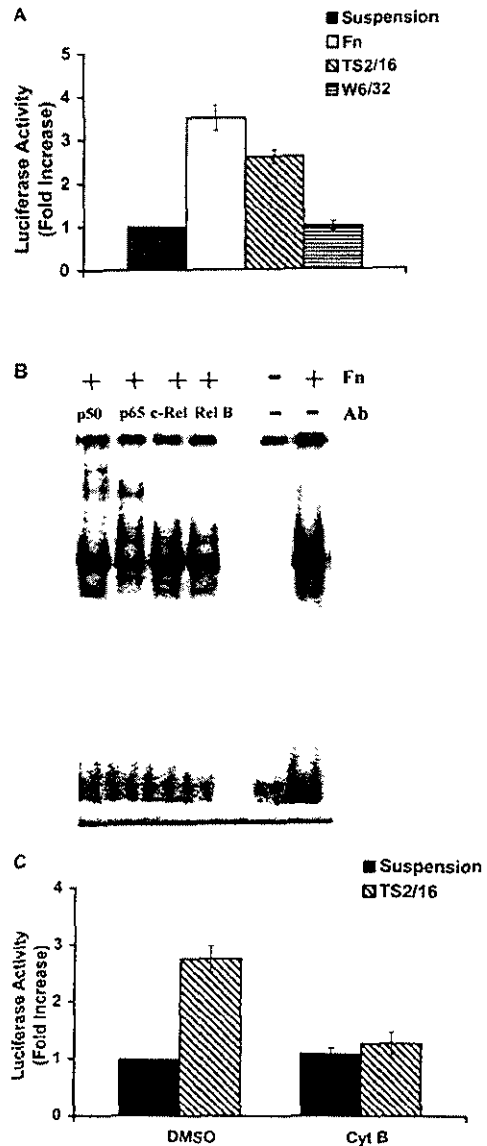 A
Suspension
Fn
TS2/16
W6/32
Luciferase Activity
(Fold Increase)
5
4
3
2
1
0
B
+ + + + - + Fn
p50 p65 c-Rel Rel B - - Ab
C
Suspension
TS2/16
Luciferase Activity
(Fold Increase)
4
3
2
1
0
DMSO Cyt B